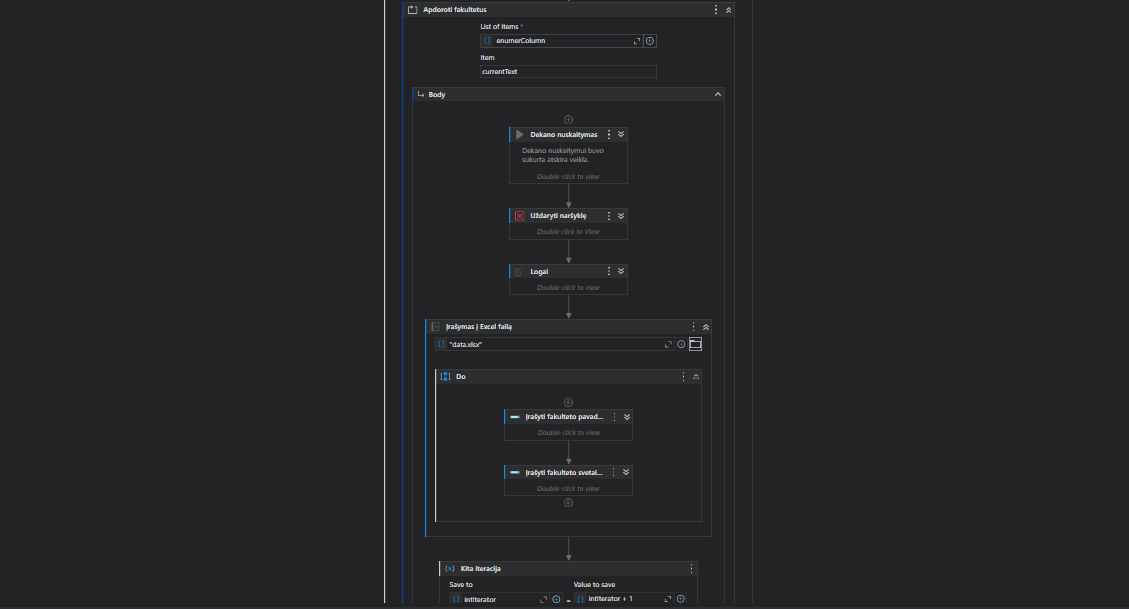 Apdoroti fakultetus
List of items *
enumerColumn
Item
currentText
Body
Dekano nuskaitymas
Dekano nuskaitymui buvo
sukurta atskira veikla.
Double-click to view
Uždaryti naršyklę
Double click to View
Logai
Double-click to view
Įrašymas į Excel failą
"data.xlsx"
Do
Įrašyti fakulteto pavad...
Double-click to view
Įrašyti fakulteto svetai...
Double-click to view
Kita iteracija
Save to Value to save
intIterator = intIterator + 1